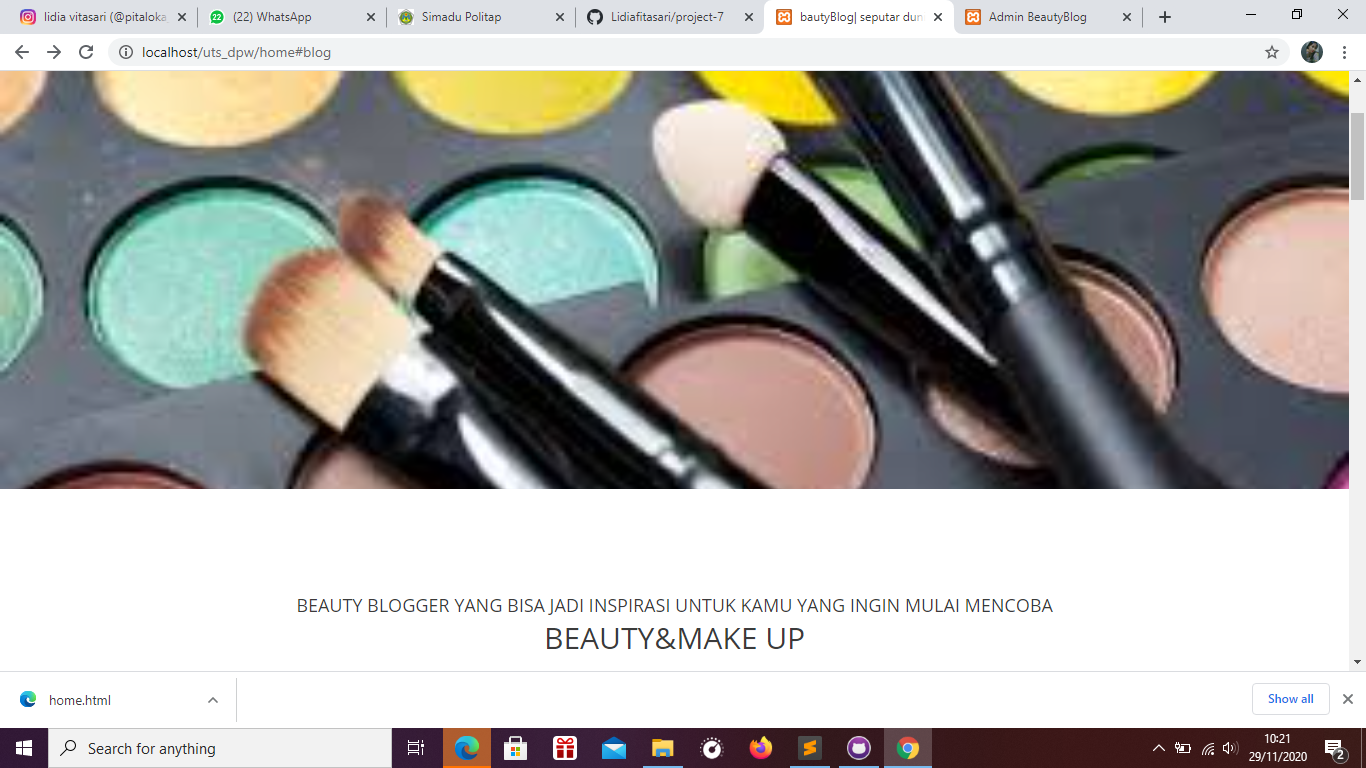 lidia vitasari (@pitaloka
(22) WhatsApp
Simadu Politap
Lidiafitasari/project-7
bautyBlog| seputar dun
Admin BeautyBlog
localhost/uts_dpw/home#blog
BEAUTY BLOGGER YANG BISA JADI INSPIRASI UNTUK KAMU YANG INGIN MULAI MENCOBA
BEAUTY&MAKE UP
home.html
Show all
Search for anything
10:21
29/11/2020
2